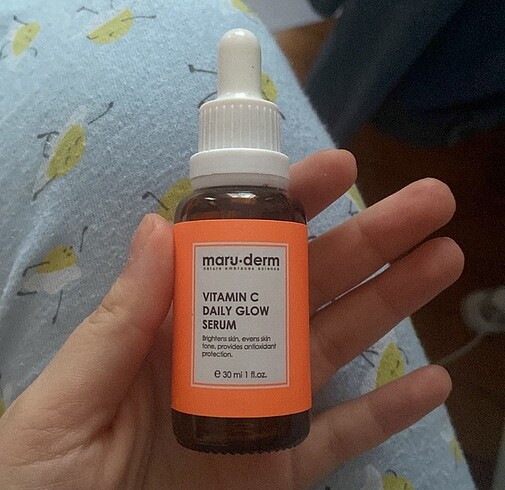 maru·derm
nature embraces science
VITAMIN C
DAILY GLOW
SERUM
Brightens skin, evens skin
tone, provides antioxidant
protection.
℮ 30 ml 1 fl.oz.